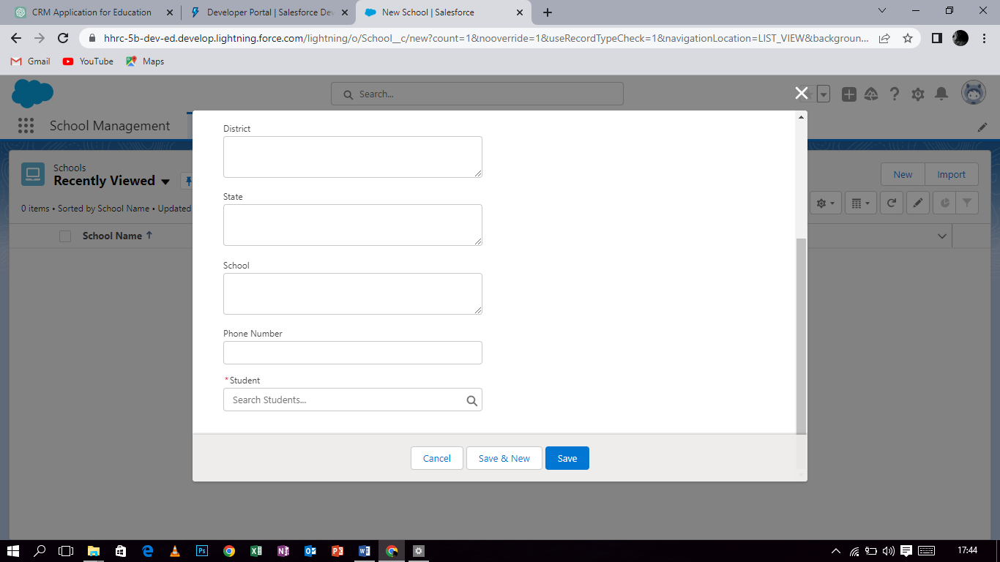 CRM Application for Education
Developer Portal | Salesforce Dev
New School | Salesforce
hhrc-5b-dev-ed.develop.lightning.force.com/lightning/o/School__c/new?count=1&nooverride=1&useRecordTypeCheck=1&navigationLocation=LIST_VIEW&backgroun...
Gmail
YouTube
Maps
Search...
School Management
Schools
Recently Viewed
New
Import
0 items • Sorted by School Name • Updated
School Name
District
State
School
Phone Number
*Student
Search Students...
Cancel
Save & New
Save
17:44